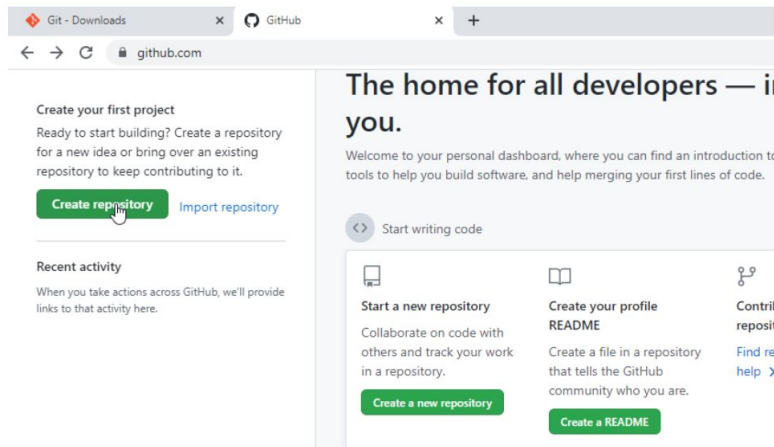 Git - Downloads
GitHub
github.com
Create your first project
Ready to start building? Create a repository
for a new idea or bring over an existing
repository to keep contributing to it.
Create repository
Import repository
Recent activity
When you take actions across GitHub, we'll provide
links to that activity here.
The home for all developers —
you.
Welcome to your personal dashboard, where you can find an introduction
tools to help you build software, and help merging your first lines
of code.
Start writing code
Start a new repository
Collaborate on code with
others and track your work
in a repository.
Create a new repository
Create your profile
README
Create a file in a repository
that tells the GitHub
community who you are.
Create a README
Find
help